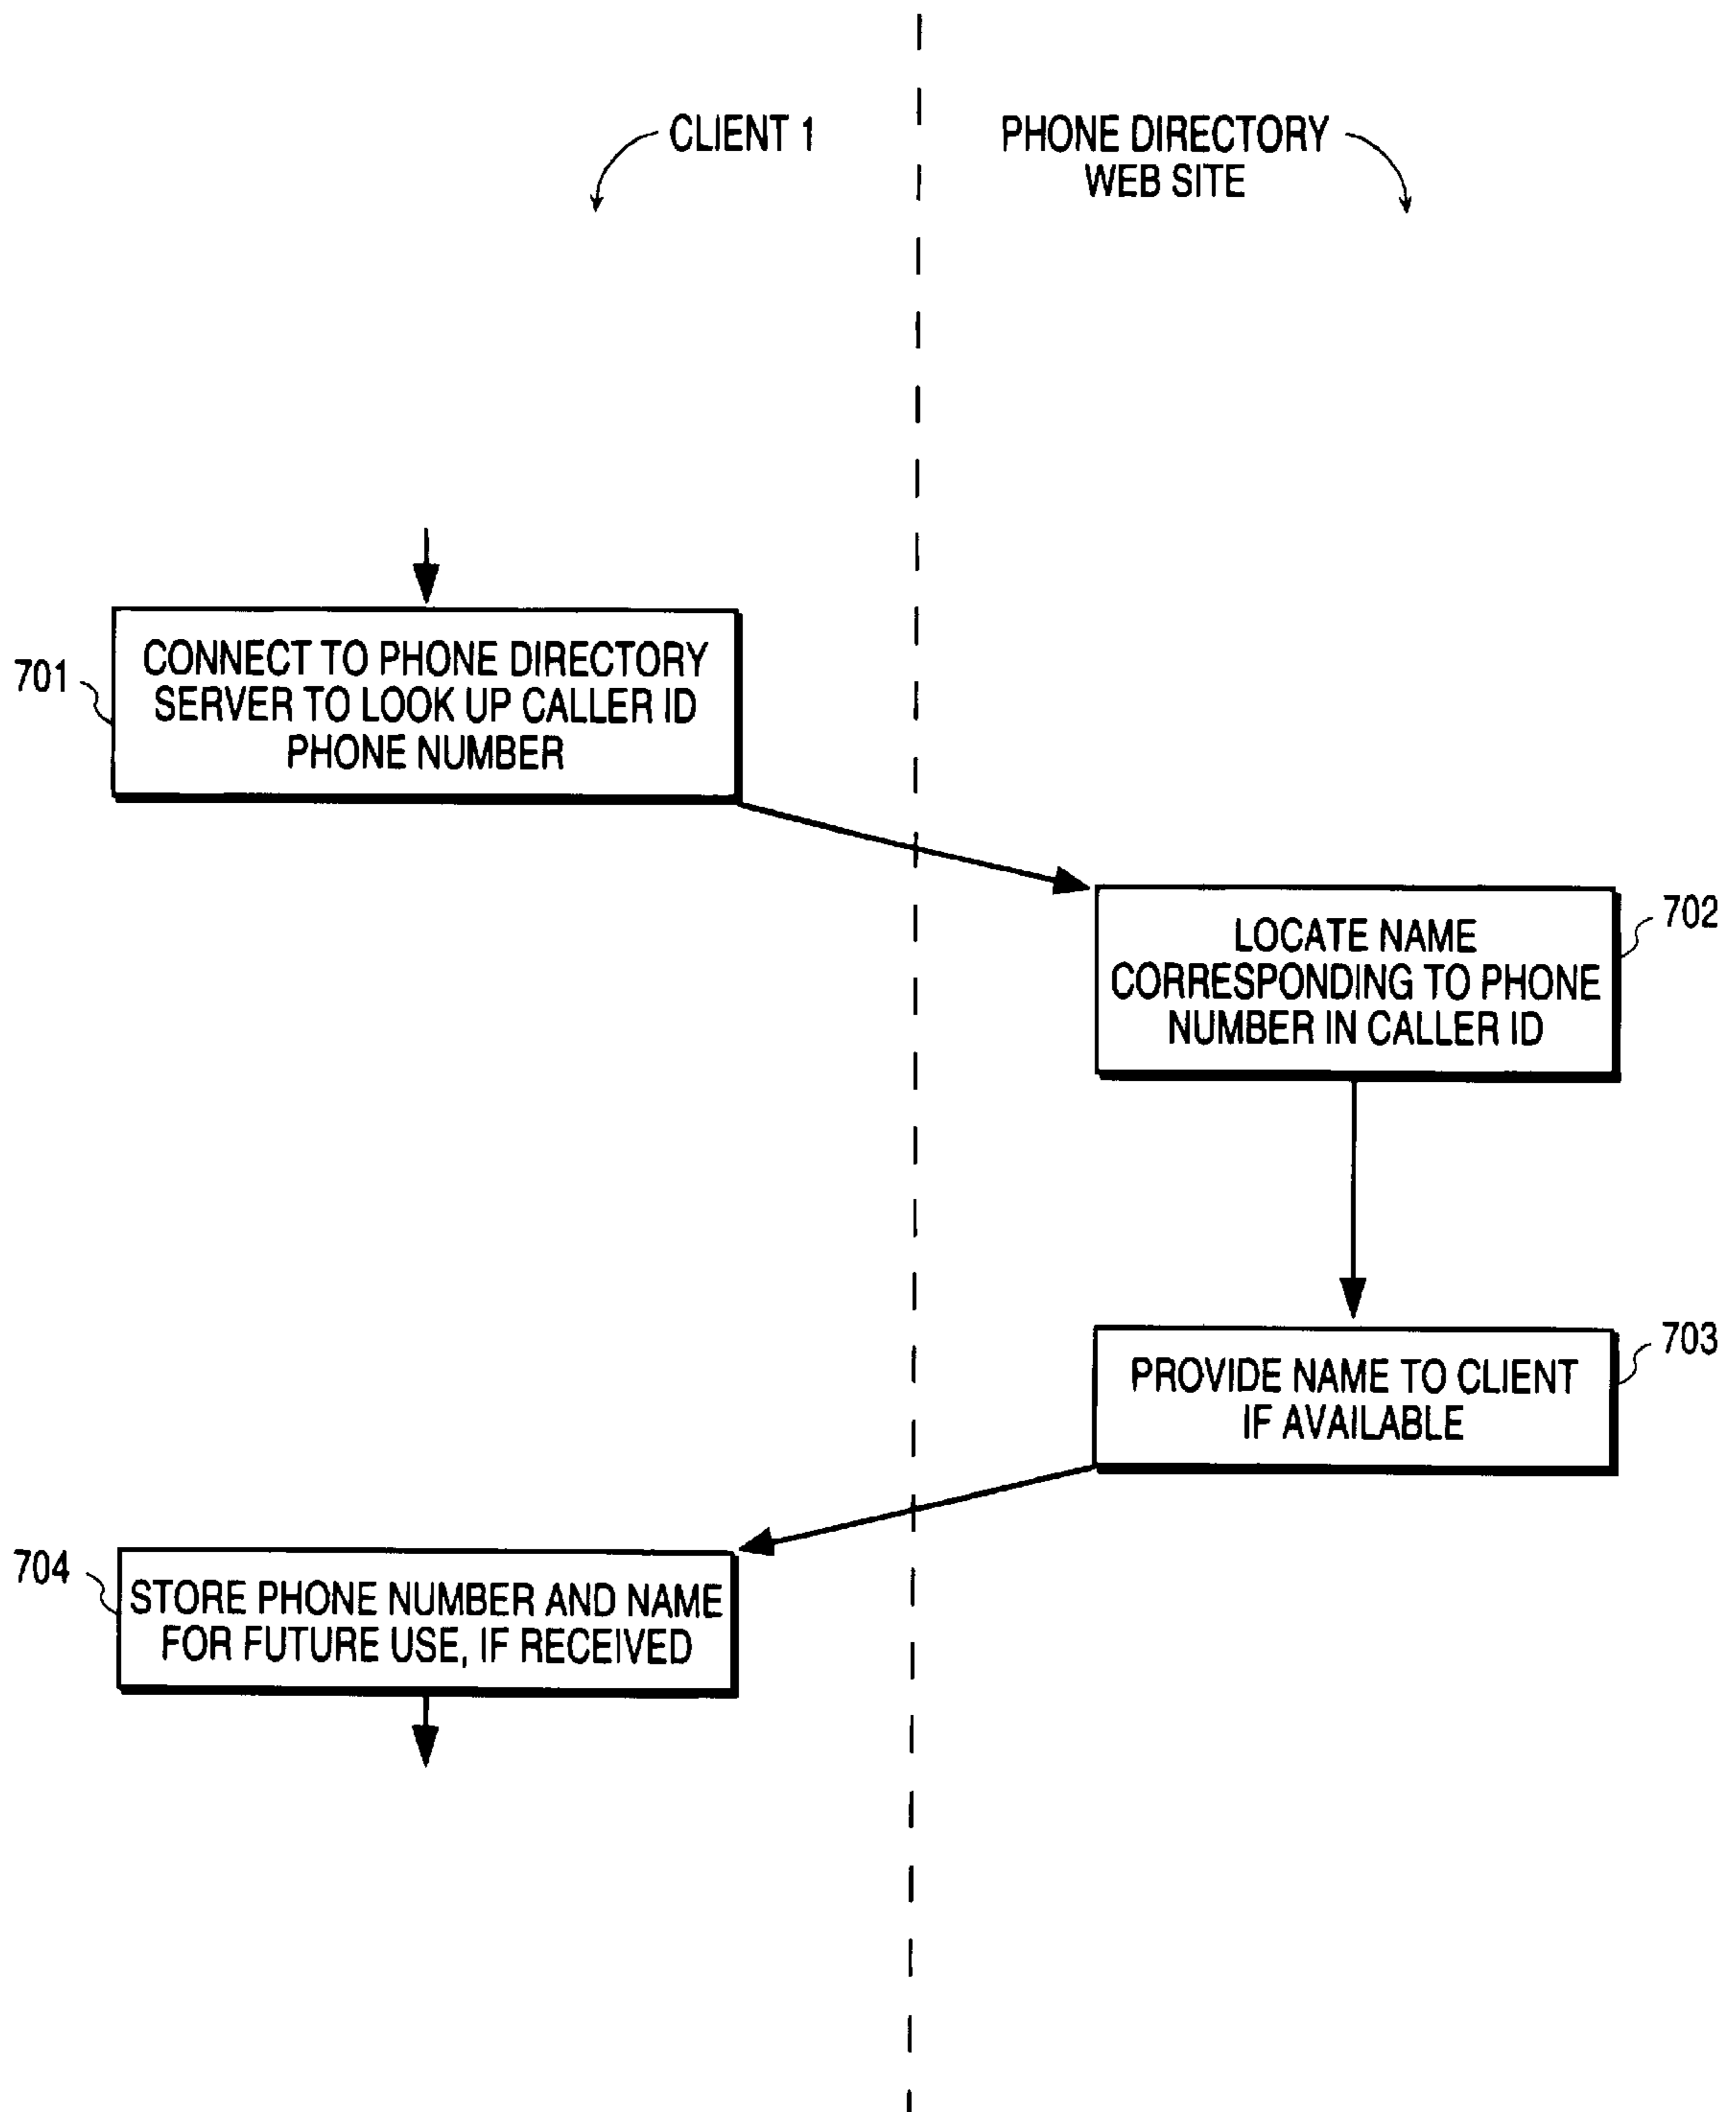 CLIENT 1
PHONE DIRECTORY
WEB SITE
701
CONNECT TO PHONE DIRECTORY
SERVER TO LOOK UP CALLER ID
PHONE NUMBER
702
LOCATE NAME
CORRESPONDING TO PHONE
NUMBER IN CALLER ID
703
PROVIDE NAME TO CLIENT
IF AVAILABLE
704
STORE PHONE NUMBER AND NAME
FOR FUTURE USE, IF RECEIVED